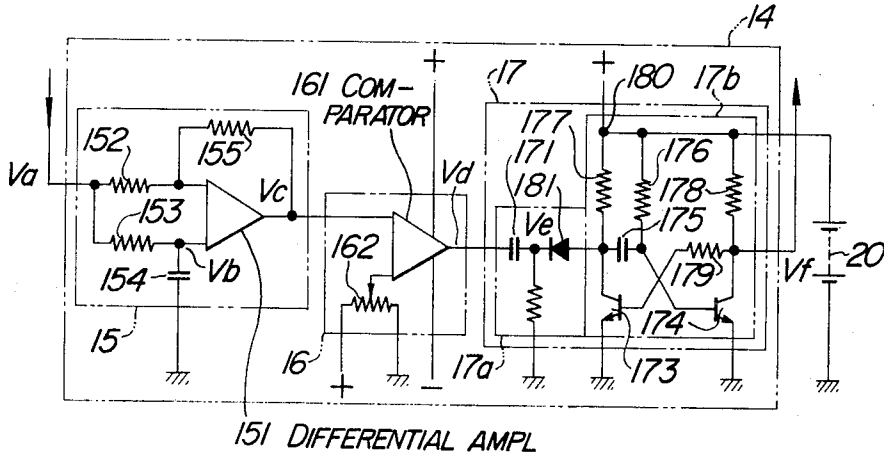 14
161 COM-
PARATOR
+
+
17
180
17b
152
155
177
171
176
Va
Vc
181
178
153
Vd
175
162
Ve
154
Vb
179
Vf
20
174
15
16
17a
173
+
−
151 DIFFERENTIAL AMPL